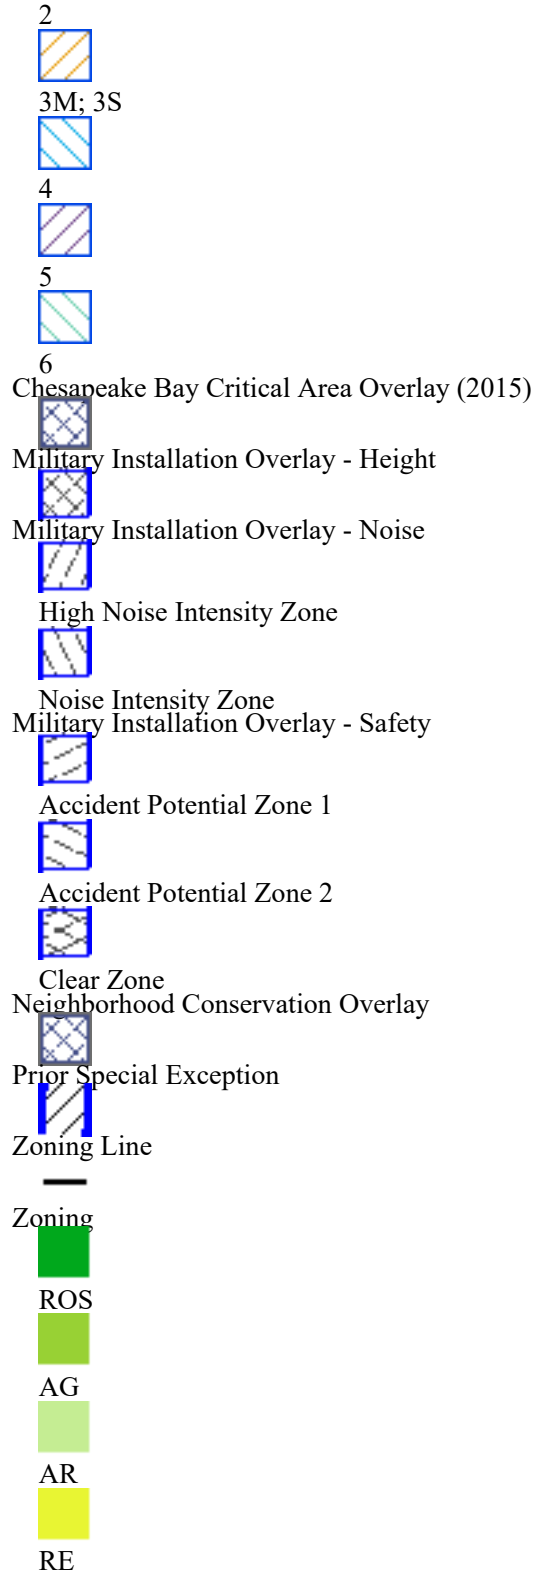 2
3M; 3S
4
5
6
Chesapeake Bay Critical Area Overlay (2015)
Military Installation Overlay - Height
Military Installation Overlay - Noise
High Noise Intensity Zone
Noise Intensity Zone
Military Installation Overlay - Safety
Accident Potential Zone 1
Accident Potential Zone 2
Clear Zone
Neighborhood Conservation Overlay
Prior Special Exception
Zoning Line
Zoning
ROS
AG
AR
RE